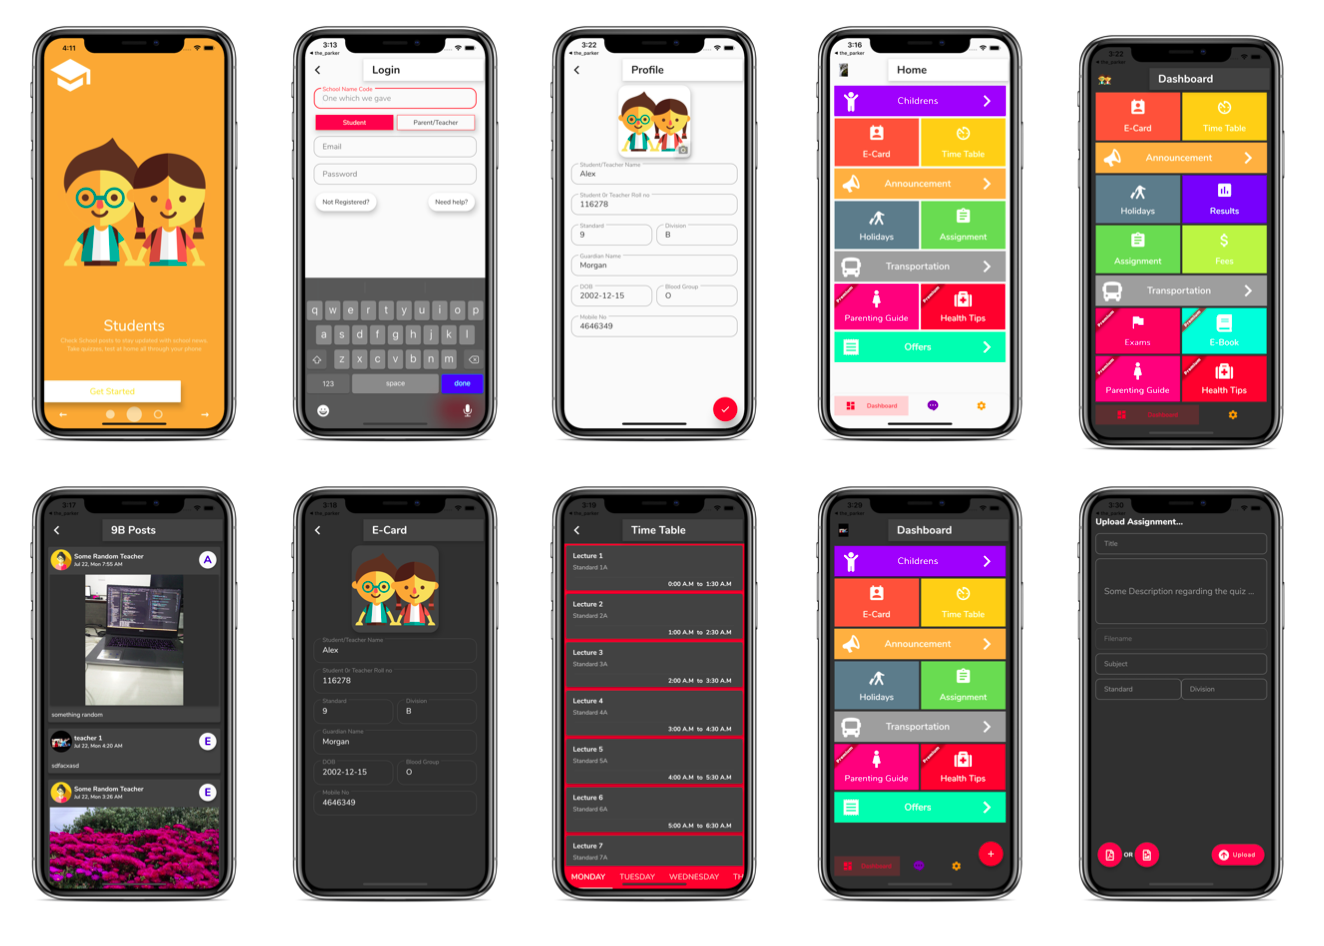 4:11
Students
Check School posts to stay updated with school news,
Take quizzes, test at home all through your phone
Get Started
3:13
the_parker
Login
School Name Code
One which we gave
Student
Parent/Teacher
Email
Password
Not Registered?
Need help?
q w e r t y u i o p
a s d f g h j k l
z x c v b n m
123
space
done
3:22
the_parker
Profile
Student/Teacher Name
Alex
Student Or Teacher Roll no
116278
Standard
Division
9
B
Guardian Name
Morgan
DOB
Blood Group
2002-12-15
O
Mobile No
4646349
3:16
the_parker
Home
Childrens
E-Card
Time Table
Announcement
Holidays
Assignment
Transportation
Premium
Premium
Parenting Guide
Health Tips
Offers
Dashboard
3:22
the_parker
Dashboard
E-Card
Time Table
Announcement
Holidays
Results
Assignment
Fees
Transportation
Premium
Premium
Exams
E-Book
Premium
Premium
Parenting Guide
Health Tips
Dashboard
3:17
the_parker
9B Posts
Some Random Teacher
Jul 22, Mon 7:55 AM
A
something random
teacher 1
Jul 22, Mon 4:20 AM
E
sdfacxasd
Some Random Teacher
Jul 22, Mon 3:26 AM
E
3:18
the_parker
E-Card
Student/Teacher Name
Alex
Student Or Teacher Roll no
116278
Standard
Division
9
B
Guardian Name
Morgan
DOB
Blood Group
2002-12-15
O
Mobile No
4646349
3:19
the_parker
Time Table
Lecture 1
Standard 1A
0:00 A.M to 1:30 A.M
Lecture 2
Standard 2A
1:00 A.M to 2:30 A.M
Lecture 3
Standard 3A
2:00 A.M to 3:30 A.M
Lecture 4
Standard 4A
3:00 A.M to 4:30 A.M
Lecture 5
Standard 5A
4:00 A.M to 5:30 A.M
Lecture 6
Standard 6A
5:00 A.M to 6:30 A.M
Lecture 7
Standard 7A
MONDAY TUESDAY WEDNESDAY TH
3:29
the_parker
Dashboard
Childrens
E-Card
Time Table
Announcement
Holidays
Assignment
Transportation
Premium
Premium
Parenting Guide
Health Tips
Offers
Dashboard
3:30
the_parker
Upload Assignment...
Title
Some Description regarding the quiz ...
Filename
Subject
Standard
Division
OR
Upload